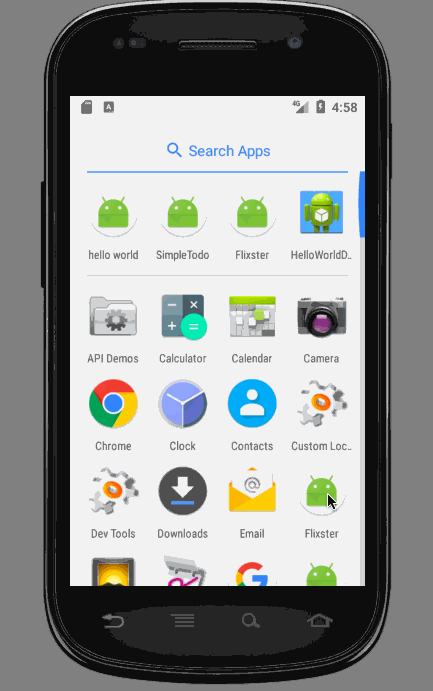 4G 4:58
Search Apps
hello world SimpleTodo Flixster HelloWorldD..
API Demos Calculator Calendar Camera
Chrome Clock Contacts Custom Loc..
Dev Tools Downloads Email Flixster